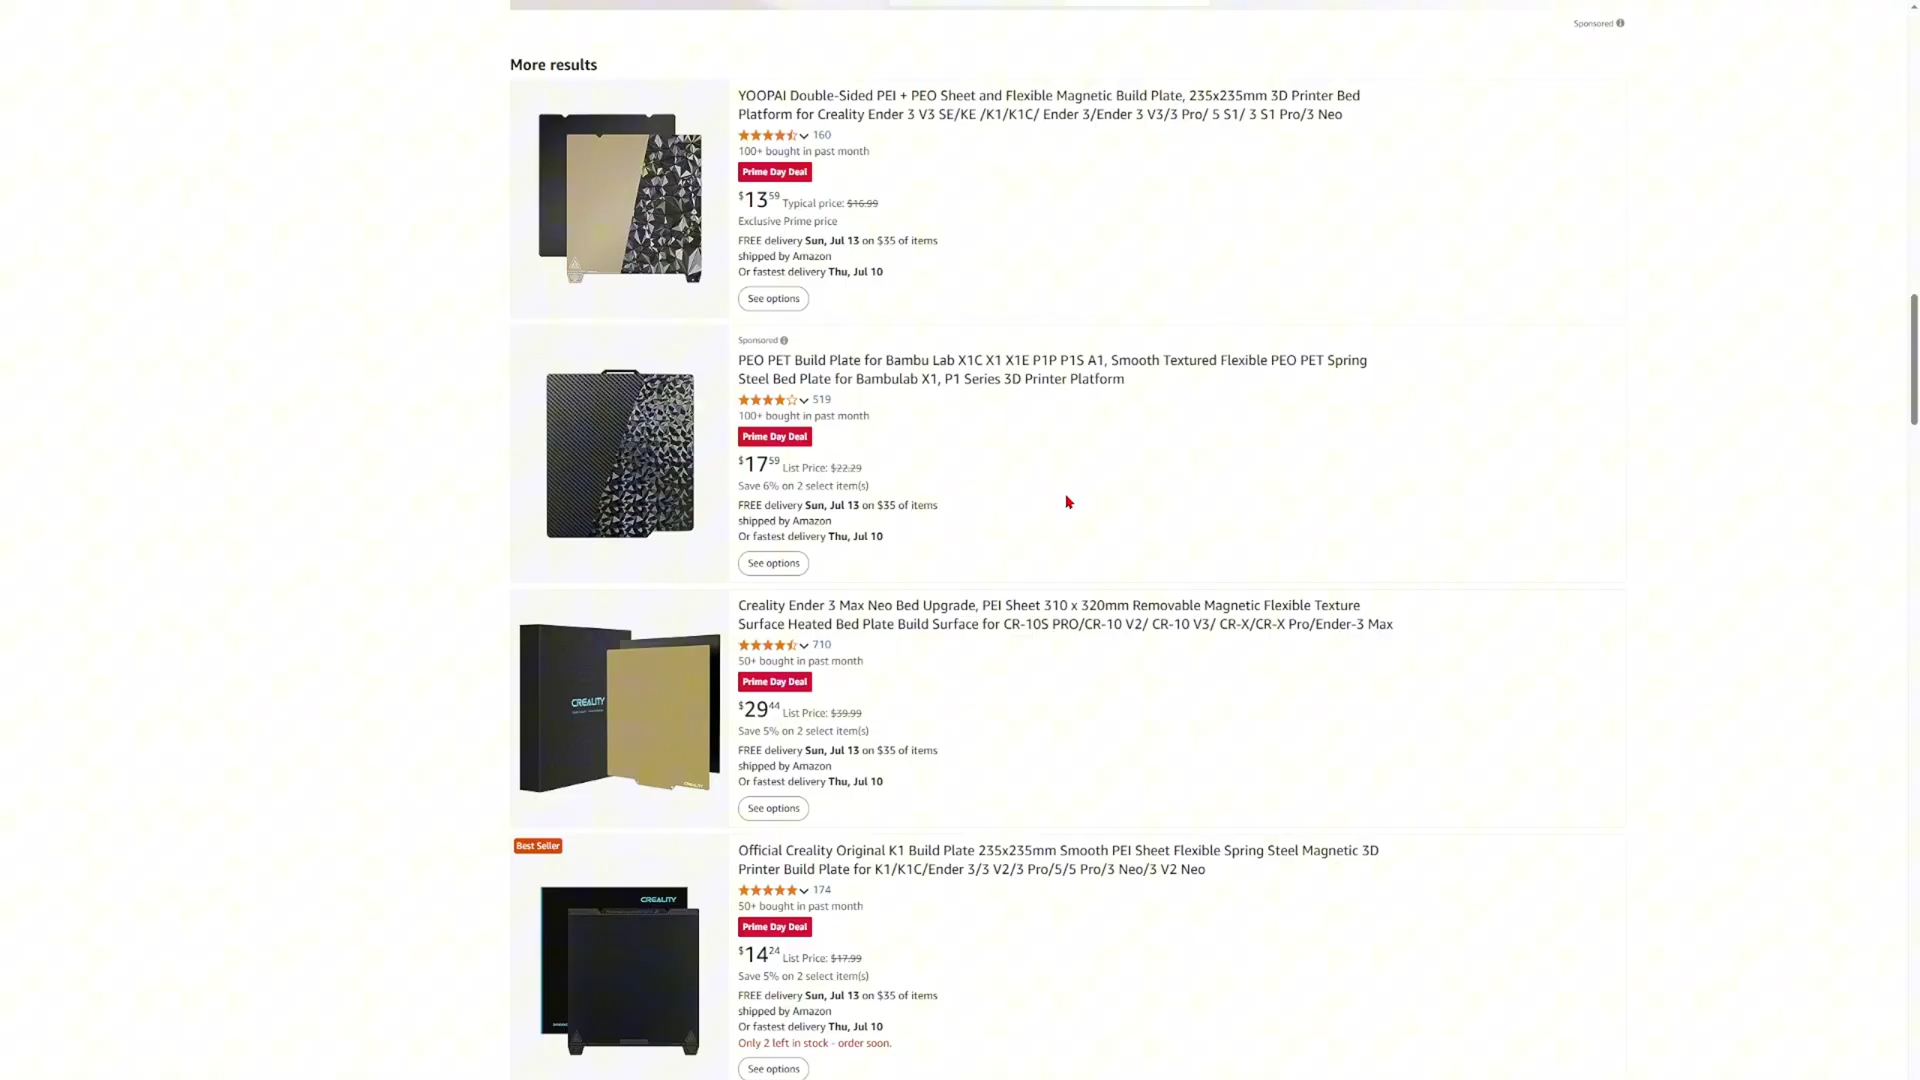 Sponsored
More results
YOOPAI Double-Sided PEI + PEO Sheet and Flexible Magnetic Build Plate, 235x235mm 3D Printer Bed
Platform for Creality Ender 3 V3 SE/KE /K1/K1C/ Ender 3/Ender 3 V3/3 Pro/ 5 S1/ 3 S1 Pro/3 Neo
160
100+ bought in past month
Prime Day Deal
$13 59 Typical price: $16.99
Exclusive Prime price
FREE delivery Sun, Jul 13 on $35 of items
shipped by Amazon
Or fastest delivery Thu, Jul 10
See options
Sponsored
PEO PET Build Plate for Bambu Lab X1C X1 X1E P1P P1S A1, Smooth Textured Flexible PEO PET Spring
Steel Bed Plate for Bambulab X1, P1 Series 3D Printer Platform
519
100+ bought in past month
Prime Day Deal
$17 59 List Price: $22.29
Save 6% on 2 select item(s)
FREE delivery Sun, Jul 13 on $35 of items
shipped by Amazon
Or fastest delivery Thu, Jul 10
See options
CREALITY
Creality Ender 3 Max Neo Bed Upgrade, PEI Sheet 310 x 320mm Removable Magnetic Flexible Texture
Surface Heated Bed Plate Build Surface for CR-10S PRO/CR-10 V2/ CR-10 V3/ CR-X/CR-X Pro/Ender-3 Max
710
50+ bought in past month
Prime Day Deal
$29 44 List Price: $39.99
Save 5% on 2 select item(s)
FREE delivery Sun, Jul 13 on $35 of items
shipped by Amazon
Or fastest delivery Thu, Jul 10
See options
Best Seller
CREALITY
Official Creality Original K1 Build Plate 235x235mm Smooth PEI Sheet Flexible Spring Steel Magnetic 3D
Printer Build Plate for K1/K1C/Ender 3/3 V2/3 Pro/5/5 Pro/3 Neo/3 V2 Neo
174
50+ bought in past month
Prime Day Deal
$14 24 List Price: $17.99
Save 5% on 2 select item(s)
FREE delivery Sun, Jul 13 on $35 of items
shipped by Amazon
Or fastest delivery Thu, Jul 10
Only 2 left in stock - order soon.
See options